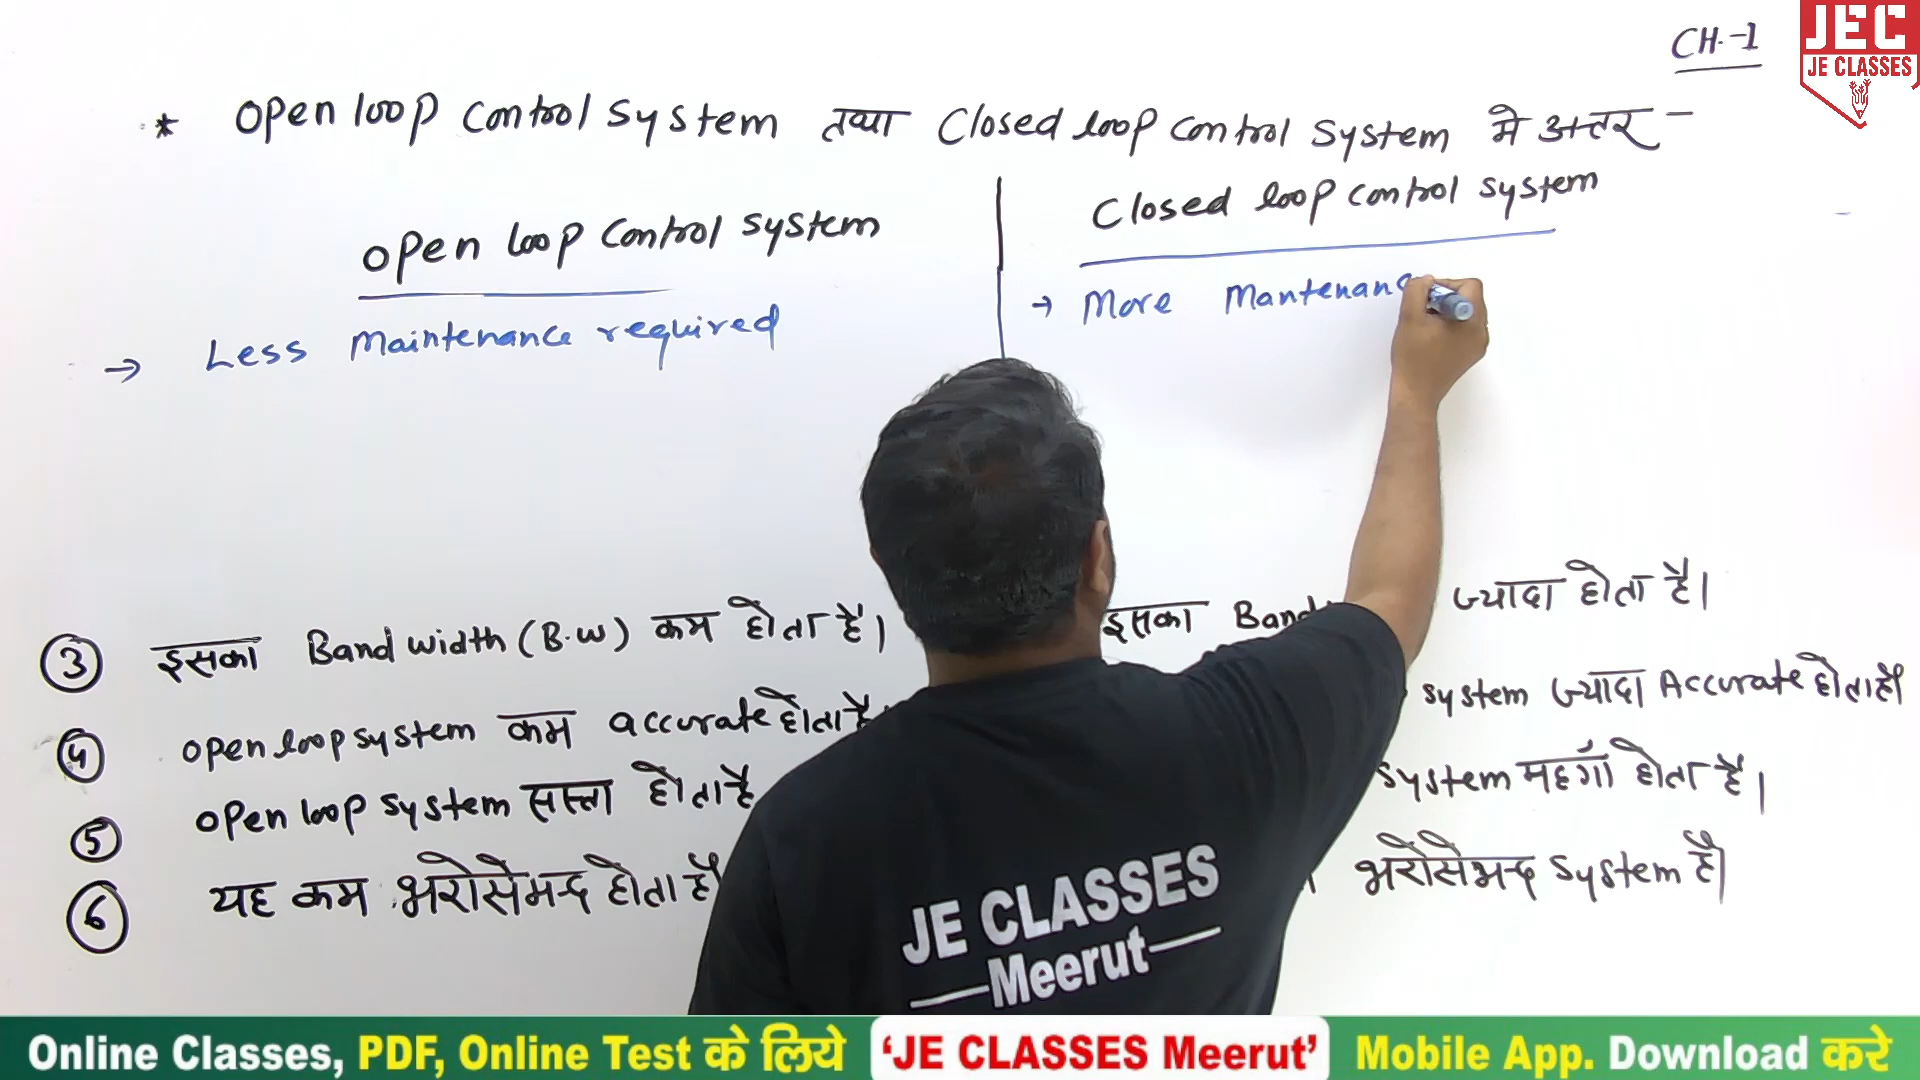 CH.-1
JEC
JE CLASSES
* Open loop control system तथा Closed loop control system मे अन्तर -
open loop control system
Closed loop control system
→ Less Maintenance required
→ More Mantenanc
③ इसका Band width (B.W) कम होता है।
इसका Band ज्यादा होता है।
④ open loop system कम accurate होता है
system ज्यादा Accurate होता है।
⑤ open loop system सस्ता होता है
system महगाँ होता है।
⑥ यह कम भरोसेमन्द होता है
भरोसेमन्द system है।
JE CLASSES
Meerut
Online Classes, PDF, Online Test के लिये 'JE CLASSES Meerut' Mobile App. Download करे